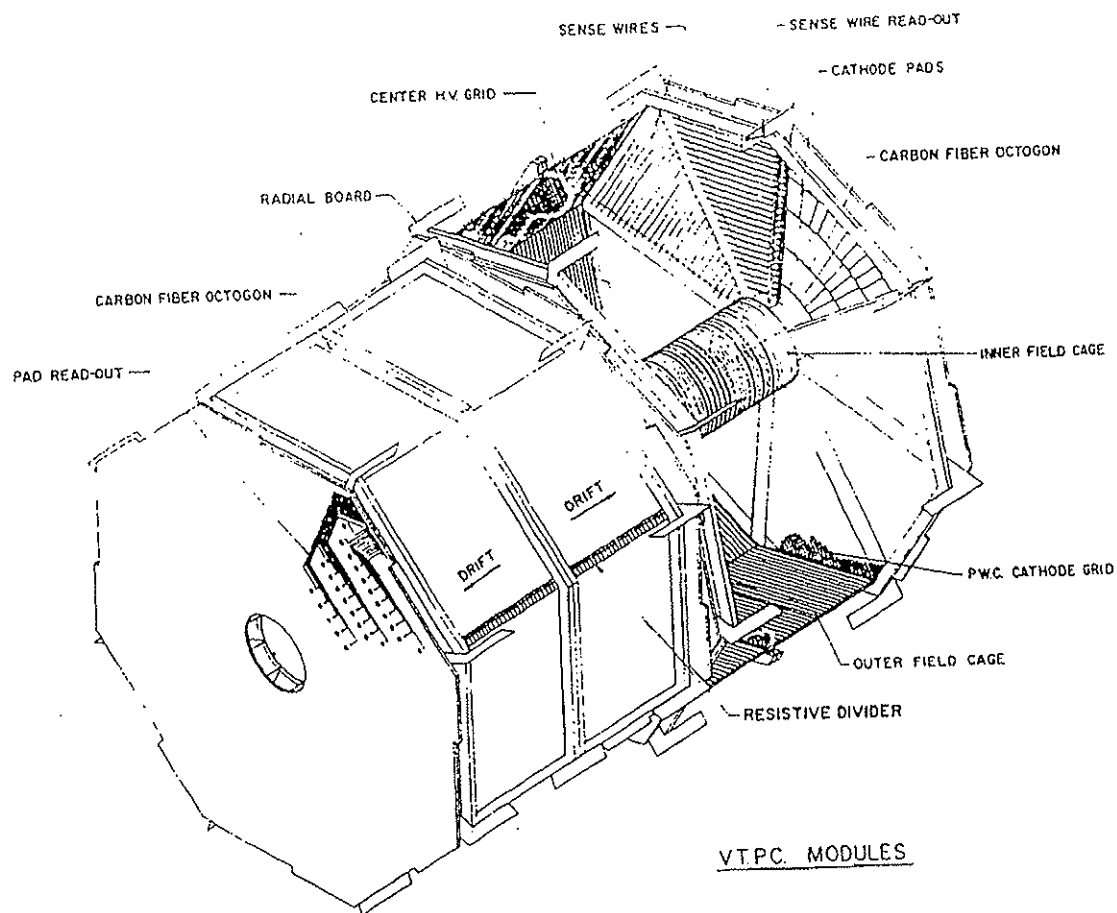 SENSE WIRES
SENSE WIRE READ-OUT
CATHODE PADS
CENTER H.V. GRID
CARBON FIBER OCTOGON
RADIAL BOARD
CARBON FIBER OCTOGON
PAD READ-OUT
INNER FIELD CAGE
DRIFT
DRIFT
P.W.C. CATHODE GRID
OUTER FIELD CAGE
RESISTIVE DIVIDER
V.T.P.C. MODULES